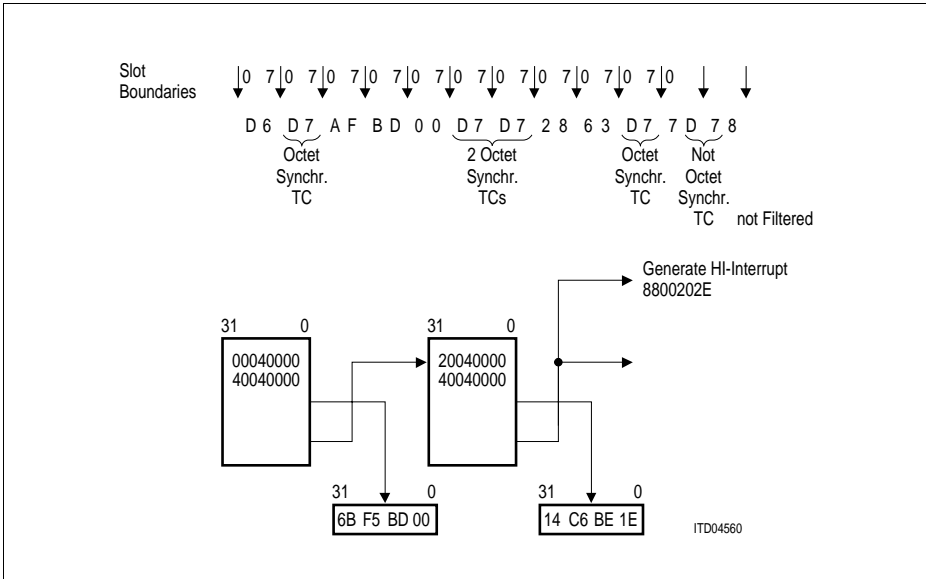 Slot
Boundaries
0 7 0 7 0 7 0 7 0 7 0 7 0 7 0 7 0 7 0 7 0
D 6 D 7 A F B D 0 0 D 7 D 7 2 8 6 3 D 7 7 D 7 8
Octet
Synchr.
TC
2 Octet
Synchr.
TCs
Octet
Synchr.
TC
Not
Octet
Synchr.
TC not Filtered
Generate HI-Interrupt
8800202E
31 0
00040000
40040000
31 0
20040000
40040000
31 0
6B F5 BD 00
31 0
14 C6 BE 1E
ITD04560